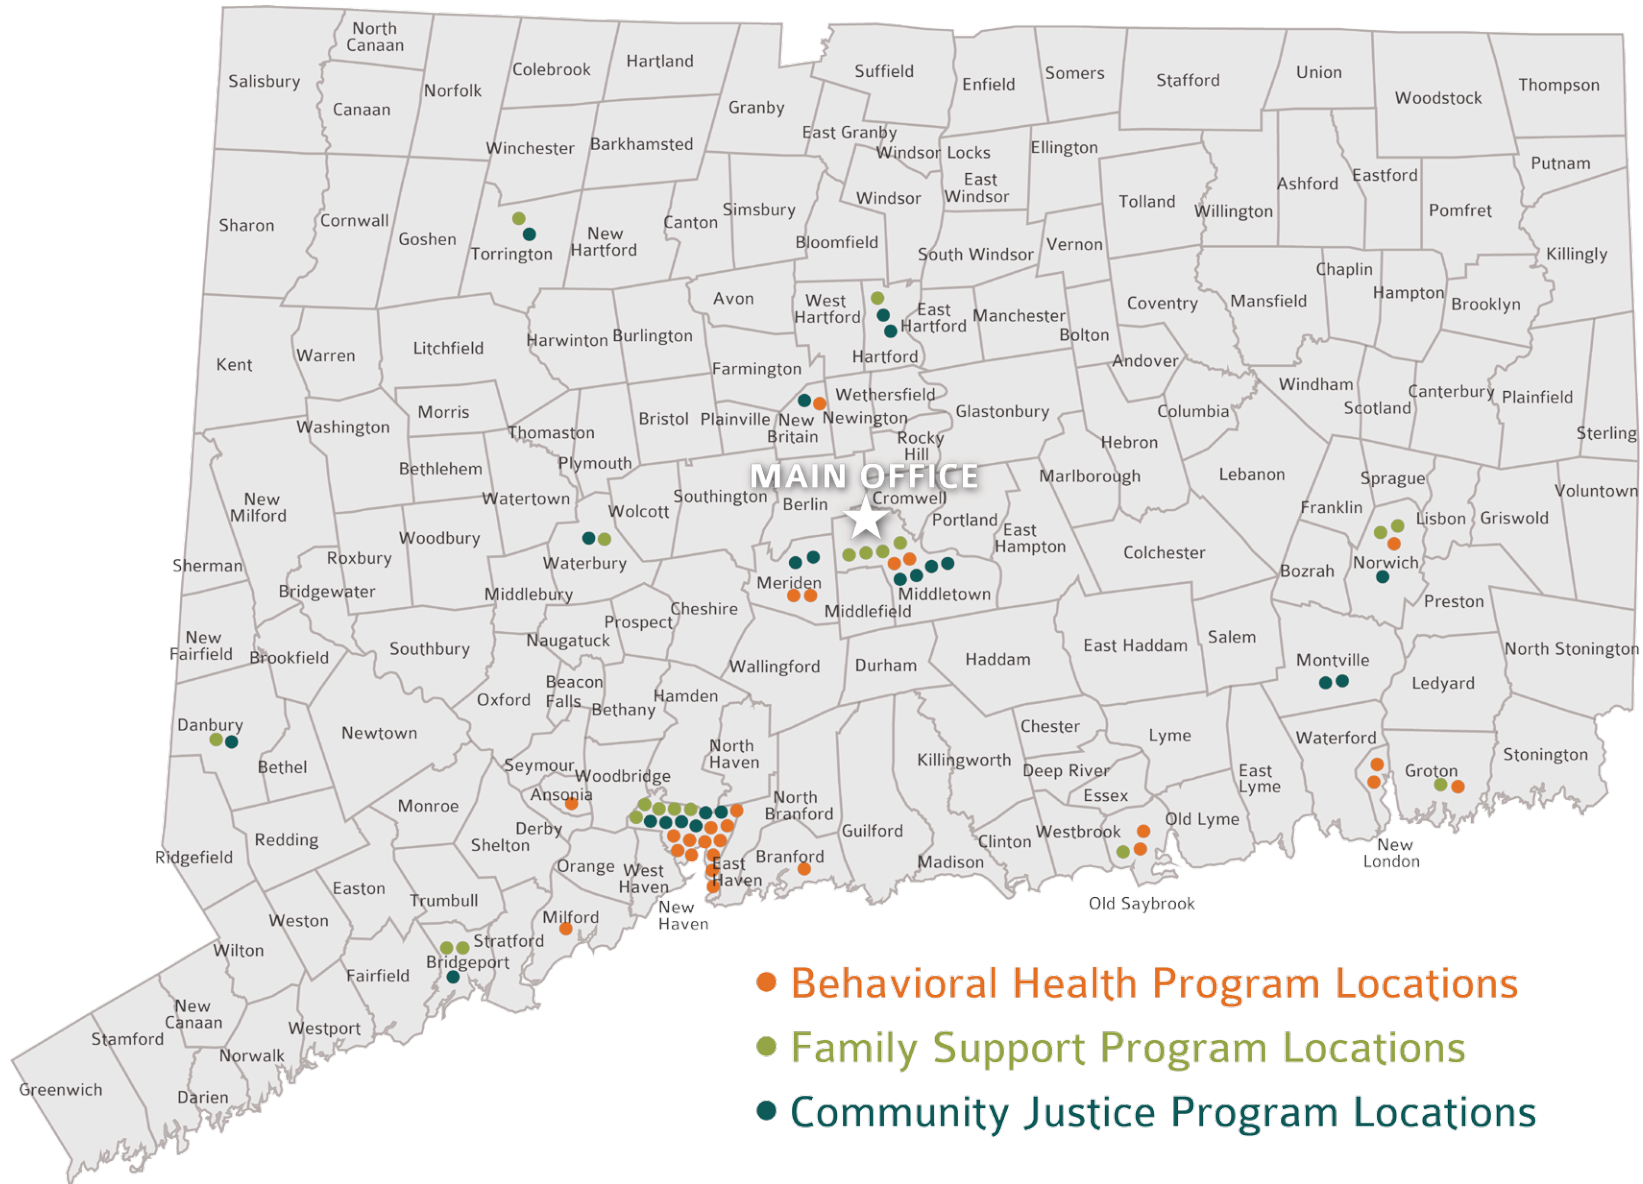 North
Canaan
Salisbury
Canaan
Norfolk
Colebrook
Hartland
Granby
Suffield
Enfield
Somers
Stafford
Union
Woodstock
Thompson
Winchester
Barkhamsted
East Granby
Windsor Locks
East
Windsor
Ellington
Windsor
Tolland
Willington
Ashford
Eastford
Pomfret
Putnam
Sharon
Cornwall
Goshen
Torrington
New
Hartford
Canton
Simsbury
Bloomfield
South Windsor
Vernon
Killingly
Avon
West
Hartford
East
Hartford
Manchester
Bolton
Coventry
Mansfield
Chaplin
Hampton
Brooklyn
Kent
Warren
Litchfield
Harwinton
Burlington
Farmington
Hartford
Andover
Windham
Scotland
Canterbury
Plainfield
Sterling
Washington
Morris
Thomaston
Bristol
Plainville
New
Britain
Newington
Wethersfield
Rocky
Hill
Glastonbury
Hebron
Columbia
Marlborough
Lebanon
Franklin
Sprague
Lisbon
Griswold
Voluntown
New
Milford
Bethlehem
Watertown
Plymouth
Wolcott
Southington
Berlin
MAIN OFFICE
Cromwell
Portland
East
Hampton
Colchester
Bozrah
Norwich
Preston
Sherman
Roxbury
Woodbury
Bridgewater
Middlebury
Waterbury
Cheshire
Meriden
Middlefield
Middletown
New
Fairfield
Brookfield
Southbury
Naugatuck
Prospect
Wallingford
Durham
Haddam
East Haddam
Salem
Montville
Ledyard
North Stonington
Danbury
Bethel
Newtown
Oxford
Beacon
Falls
Bethany
Hamden
North
Haven
Killingworth
Chester
Deep River
Essex
Lyme
East
Lyme
Waterford
Groton
Stonington
Seymour
Woodbridge
Ansonia
Derby
Monroe
Shelton
Redding
Ridgefield
North
Branford
Guilford
Madison
Clinton
Westbrook
Old Lyme
New
London
Orange
West
Haven
East
Haven
Branford
Old Saybrook
Easton
Trumbull
Weston
Wilton
Milford
New
Haven
Stratford
Bridgeport
Fairfield
New
Canaan
Westport
Stamford
Norwalk
Darien
Greenwich
Behavioral Health Program Locations
Family Support Program Locations
Community Justice Program Locations